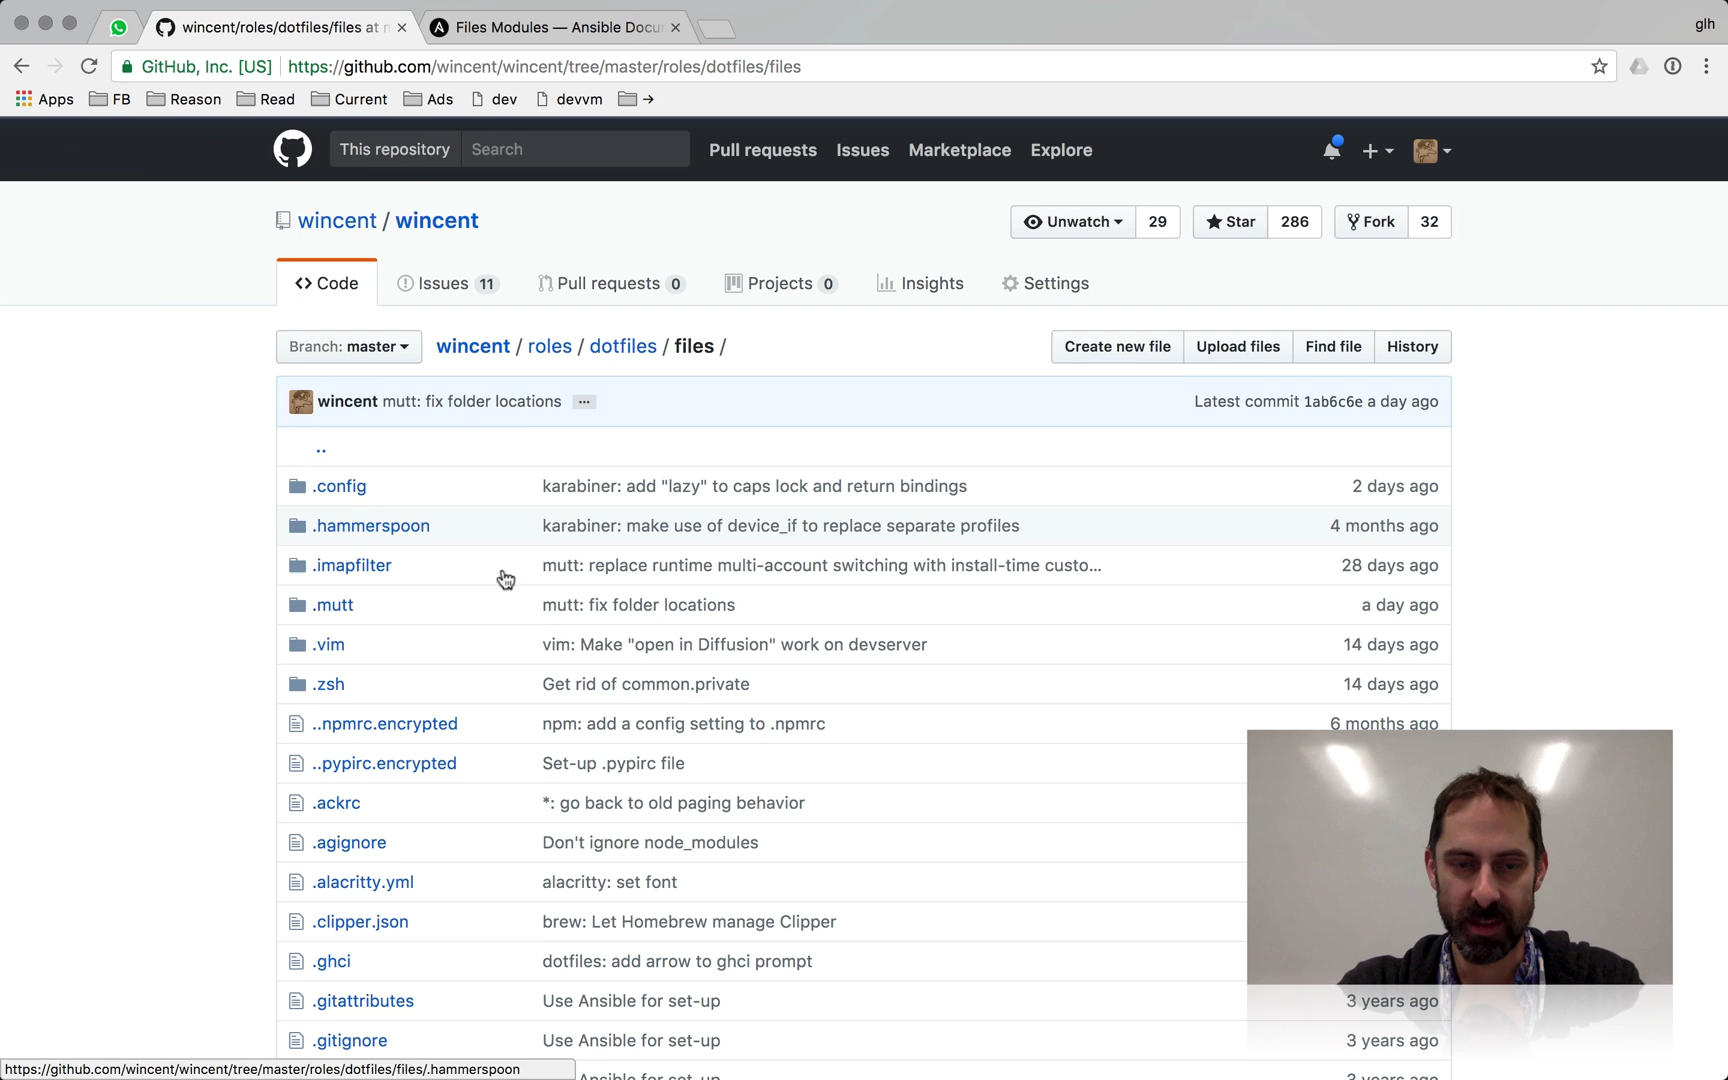 wincent/roles/dotfiles/files at m
Files Modules — Ansible Docu
glh
GitHub, Inc. [US] https://github.com/wincent/wincent/tree/master/roles/dotfiles/files
Apps FB Reason Read Current Ads dev devvm →
This repository Search Pull requests Issues Marketplace Explore
wincent / wincent Unwatch 29 Star 286 Fork 32
Code Issues 11 Pull requests 0 Projects 0 Insights Settings
Branch: master wincent / roles / dotfiles / files / Create new file Upload files Find file History
wincent mutt: fix folder locations ... Latest commit 1ab6c6e a day ago
..
.config karabiner: add "lazy" to caps lock and return bindings 2 days ago
.hammerspoon karabiner: make use of device_if to replace separate profiles 4 months ago
.imapfilter mutt: replace runtime multi-account switching with install-time custo... 28 days ago
.mutt mutt: fix folder locations a day ago
.vim vim: Make "open in Diffusion" work on devserver 14 days ago
.zsh Get rid of common.private 14 days ago
..npmrc.encrypted npm: add a config setting to .npmrc 6 months ago
..pypirc.encrypted Set-up .pypirc file
.ackrc *: go back to old paging behavior
.agignore Don't ignore node_modules
.alacritty.yml alacritty: set font
.clipper.json brew: Let Homebrew manage Clipper
.ghci dotfiles: add arrow to ghci prompt
.gitattributes Use Ansible for set-up 3 years ago
.gitignore Use Ansible for set-up 3 years ago
https://github.com/wincent/wincent/tree/master/roles/dotfiles/files/.hammerspoon Ansible for set-up 3 years ago